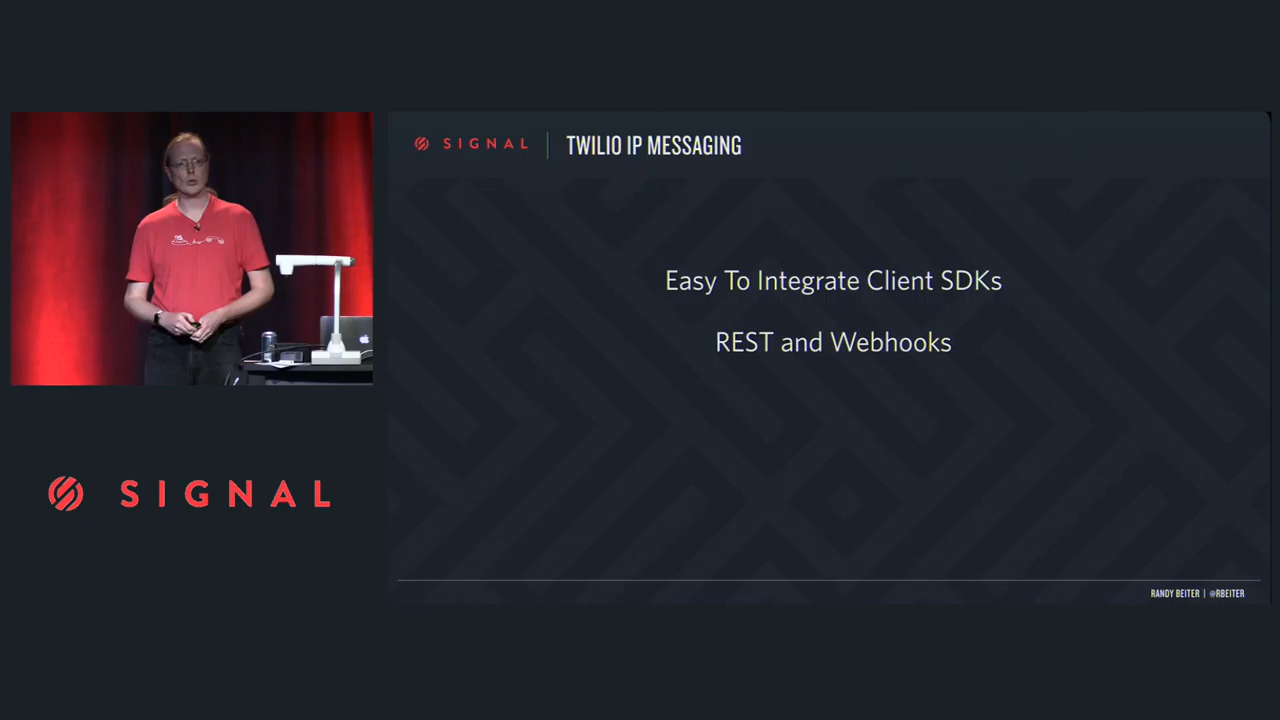 SIGNAL
TWILIO IP MESSAGING
Easy To Integrate Client SDKs
REST and Webhooks
RANDY BEITER | @RBEITER
SIGNAL